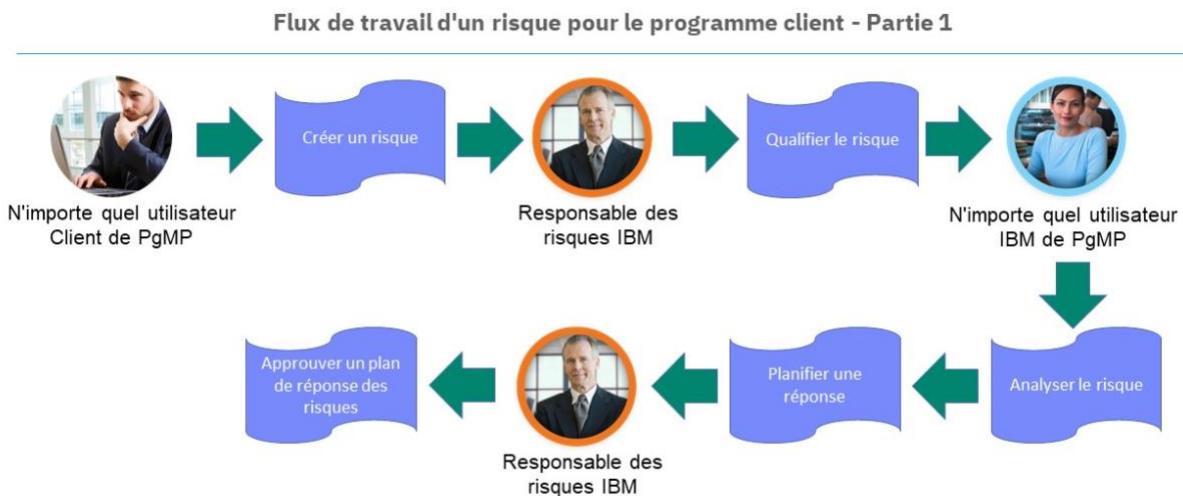 Flux de travail d'un risque pour le programme client - Partie 1
Créer un risque
Qualifier le risque
N'importe quel utilisateur
Client de PgMP
Responsable des
risques IBM
N'importe quel utilisateur
IBM de PgMP
Approuver un plan
de réponse des
risques
Planifier une
réponse
Analyser le risque
Responsable des
risques IBM